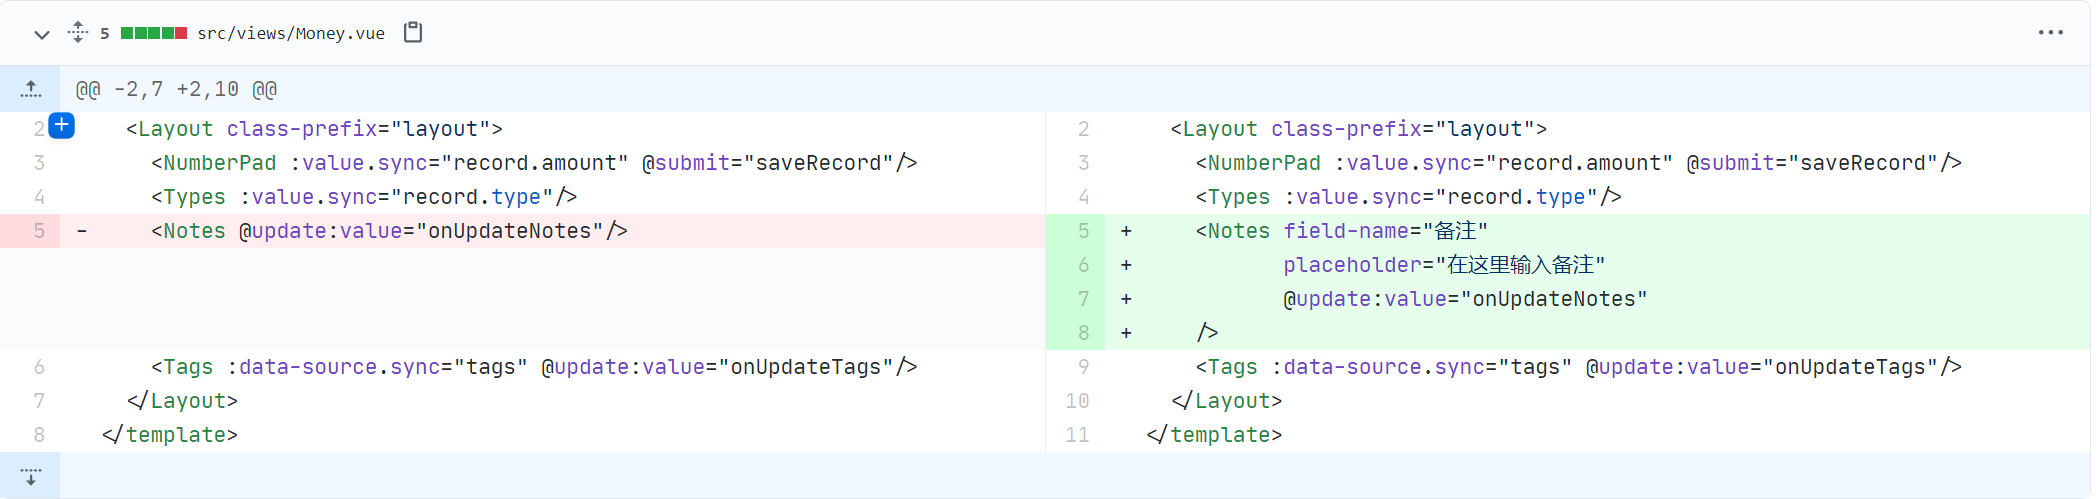 5 src/views/Money.vue
@@ -2,7 +2,10 @@
2 <Layout class-prefix="layout">
3 <NumberPad :value.sync="record.amount" @submit="saveRecord"/>
4 <Types :value.sync="record.type"/>
5 - <Notes @update:value="onUpdateNotes"/>
6 <Tags :data-source.sync="tags" @update:value="onUpdateTags"/>
7 </Layout>
8 </template>
2 <Layout class-prefix="layout">
3 <NumberPad :value.sync="record.amount" @submit="saveRecord"/>
4 <Types :value.sync="record.type"/>
5 + <Notes field-name="备注"
6 + placeholder="在这里输入备注"
7 + @update:value="onUpdateNotes"
8 + />
9 <Tags :data-source.sync="tags" @update:value="onUpdateTags"/>
10 </Layout>
11 </template>